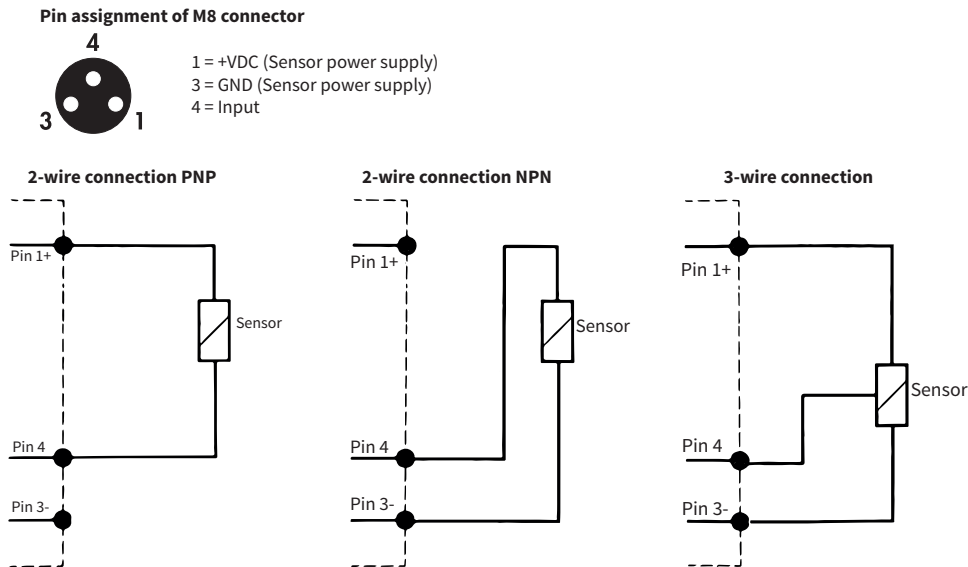 Pin assignment of M8 connector
4
3
1
1 = +VDC (Sensor power supply)
3 = GND (Sensor power supply)
4 = Input
2-wire connection PNP
Pin 1+
Sensor
Pin 4
Pin 3-
2-wire connection NPN
Pin 1+
Sensor
Pin 4
Pin 3-
3-wire connection
Pin 1+
Sensor
Pin 4
Pin 3-